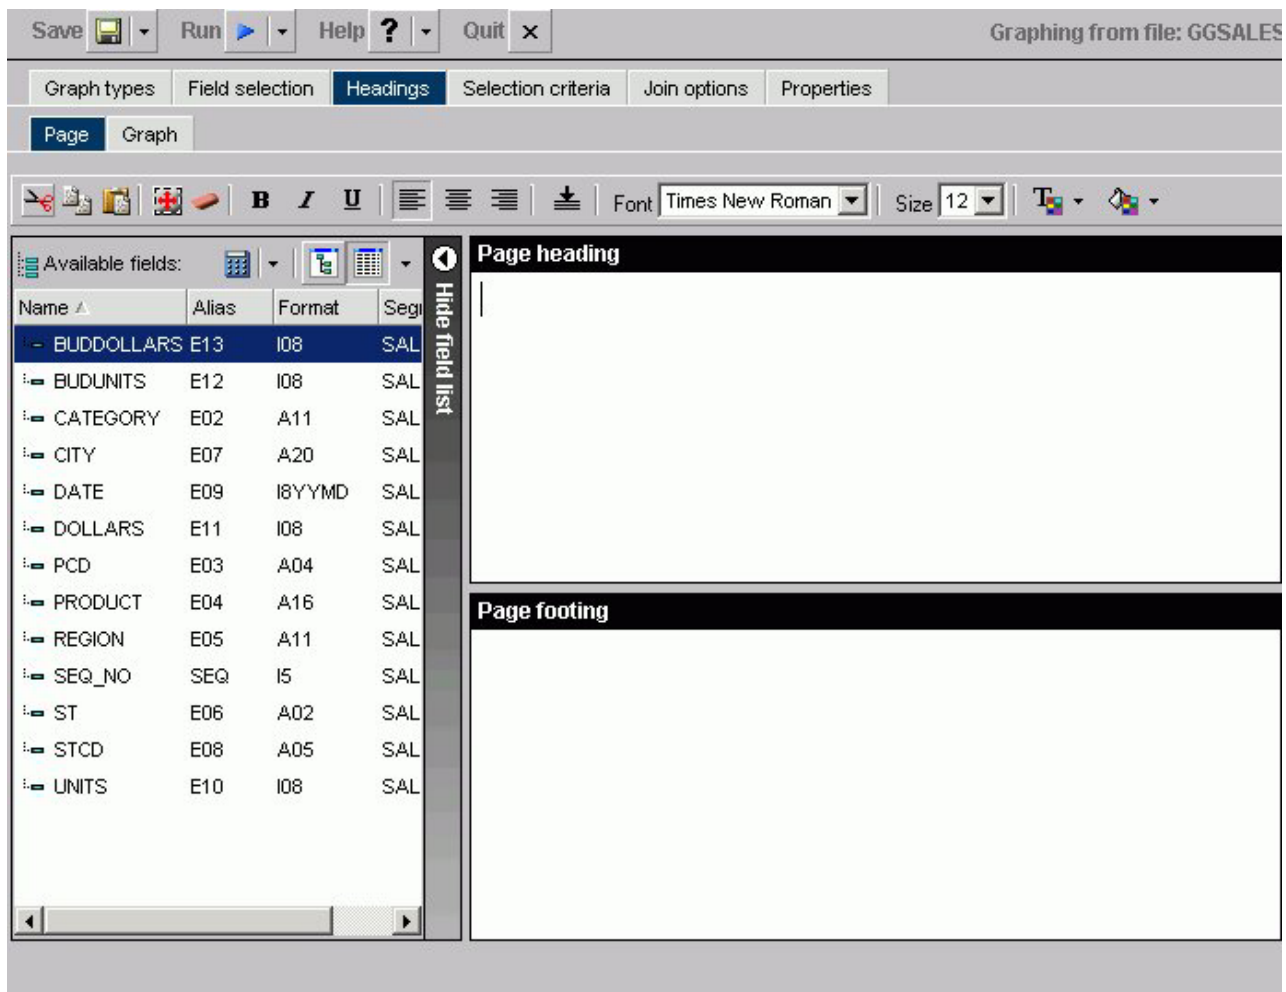 Save Run Help ? Quit Graphing from file: GGSALES
Graph types Field selection Headings Selection criteria Join options Properties
Page Graph
B I U Font Times New Roman Size 12 T
Available fields:
Name Alias Format Seg
BUDDOLLARS E13 I08 SAL
BUDUNITS E12 I08 SAL
CATEGORY E02 A11 SAL
CITY E07 A20 SAL
DATE E09 I8YYMD SAL
DOLLARS E11 I08 SAL
PCD E03 A04 SAL
PRODUCT E04 A16 SAL
REGION E05 A11 SAL
SEQ_NO SEQ I5 SAL
ST E06 A02 SAL
STCD E08 A05 SAL
UNITS E10 I08 SAL
Hide field list
Page heading
Page footing